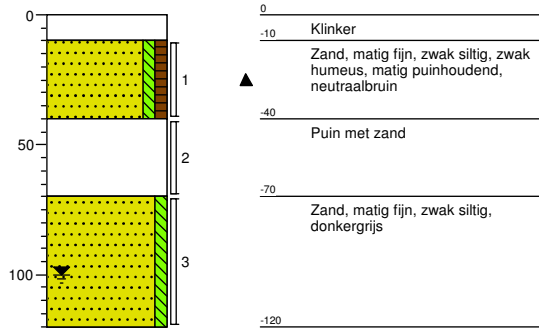 0
50
100
1
2
3
0
Klinker
-10
Zand, matig fijn, zwak siltig, zwak
humeus, matig puinhoudend,
neutraalbruin
-40
Puin met zand
-70
Zand, matig fijn, zwak siltig,
donkergrijs
-120